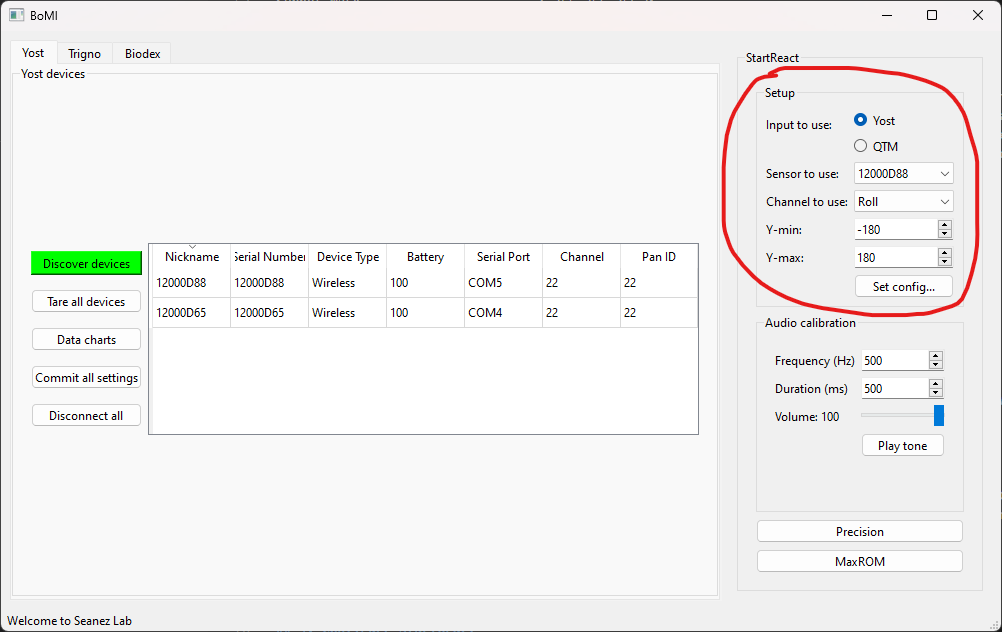 BoMI
Yost Trigno Biodex
Yost devices
Discover devices
Tare all devices
Data charts
Commit all settings
Disconnect all
Nickname Serial Number Device Type Battery Serial Port Channel Pan ID
12000D88 12000D88 Wireless 100 COM5 22 22
12000D65 12000D65 Wireless 100 COM4 22 22
StartReact
Setup
Input to use: Yost
QTM
Sensor to use: 12000D88
Channel to use: Roll
Y-min: -180
Y-max: 180
Set config...
Audio calibration
Frequency (Hz) 500
Duration (ms) 500
Volume: 100
Play tone
Precision
MaxROM
Welcome to Seanez Lab